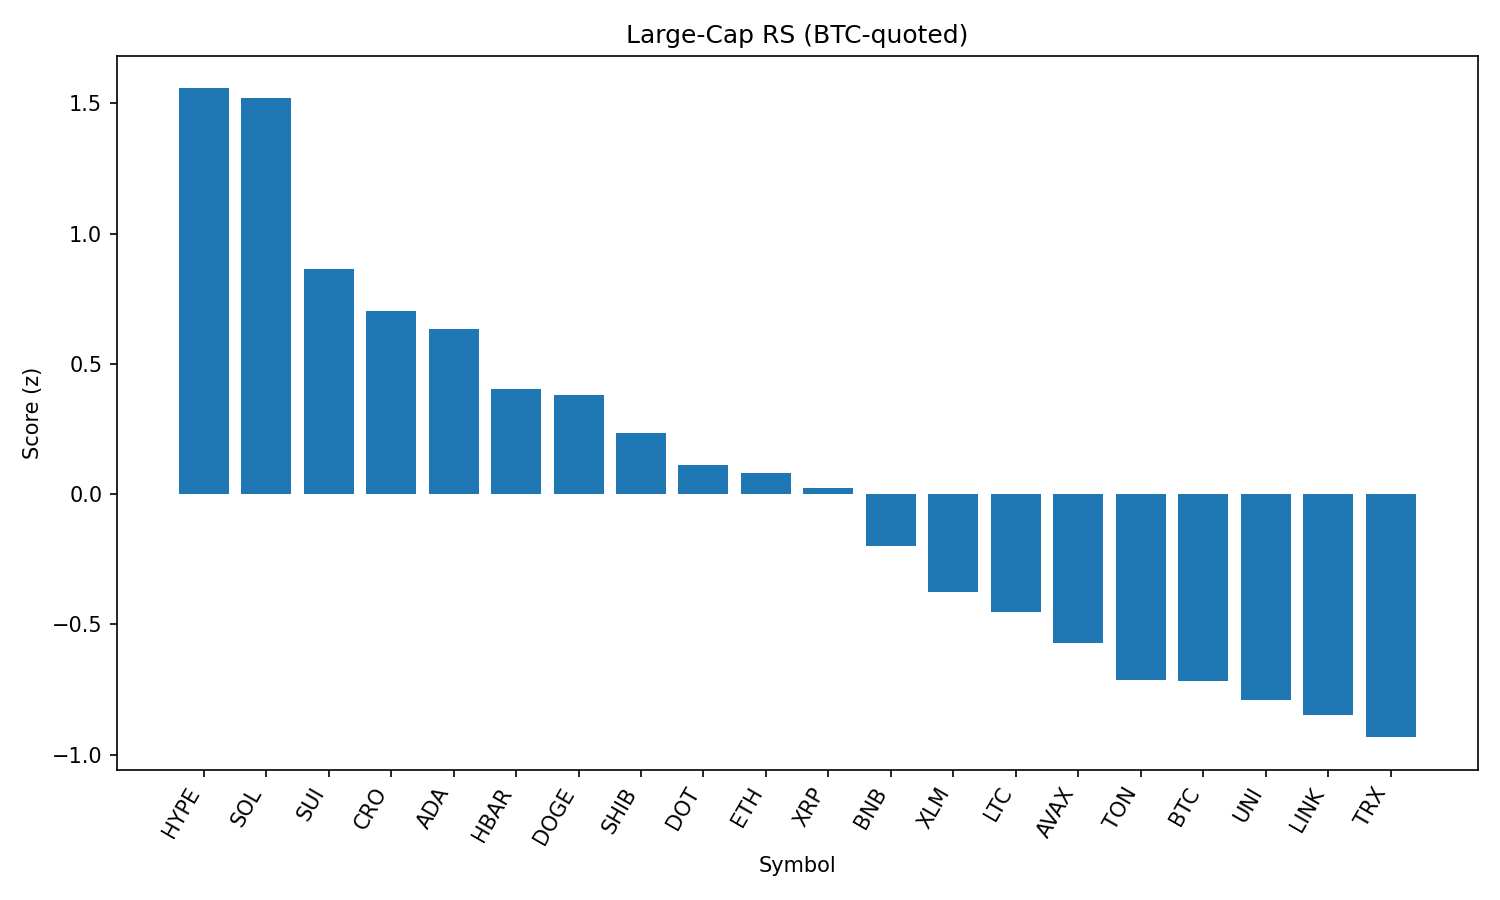 Large-Cap RS (BTC-quoted)
Score (z)
1.5
1.0
0.5
0.0
−0.5
−1.0
HYPE
SOL
SUI
CRO
ADA
HBAR
DOGE
SHIB
DOT
ETH
XRP
BNB
XLM
LTC
AVAX
TON
BTC
UNI
LINK
TRX
Symbol